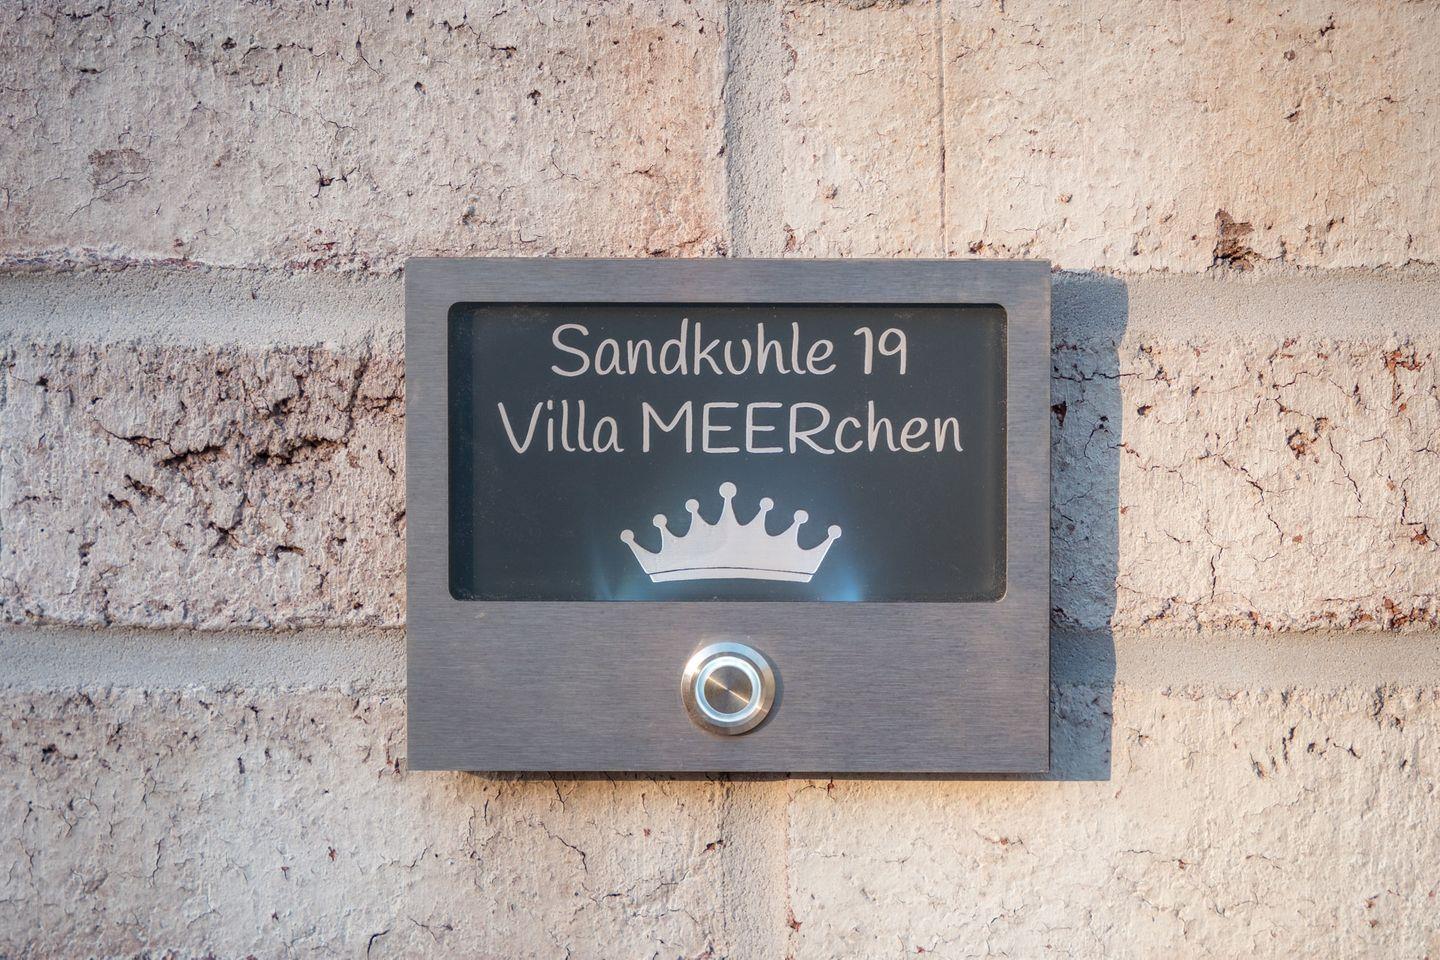 Sandkuhle 19
Villa MEERchen